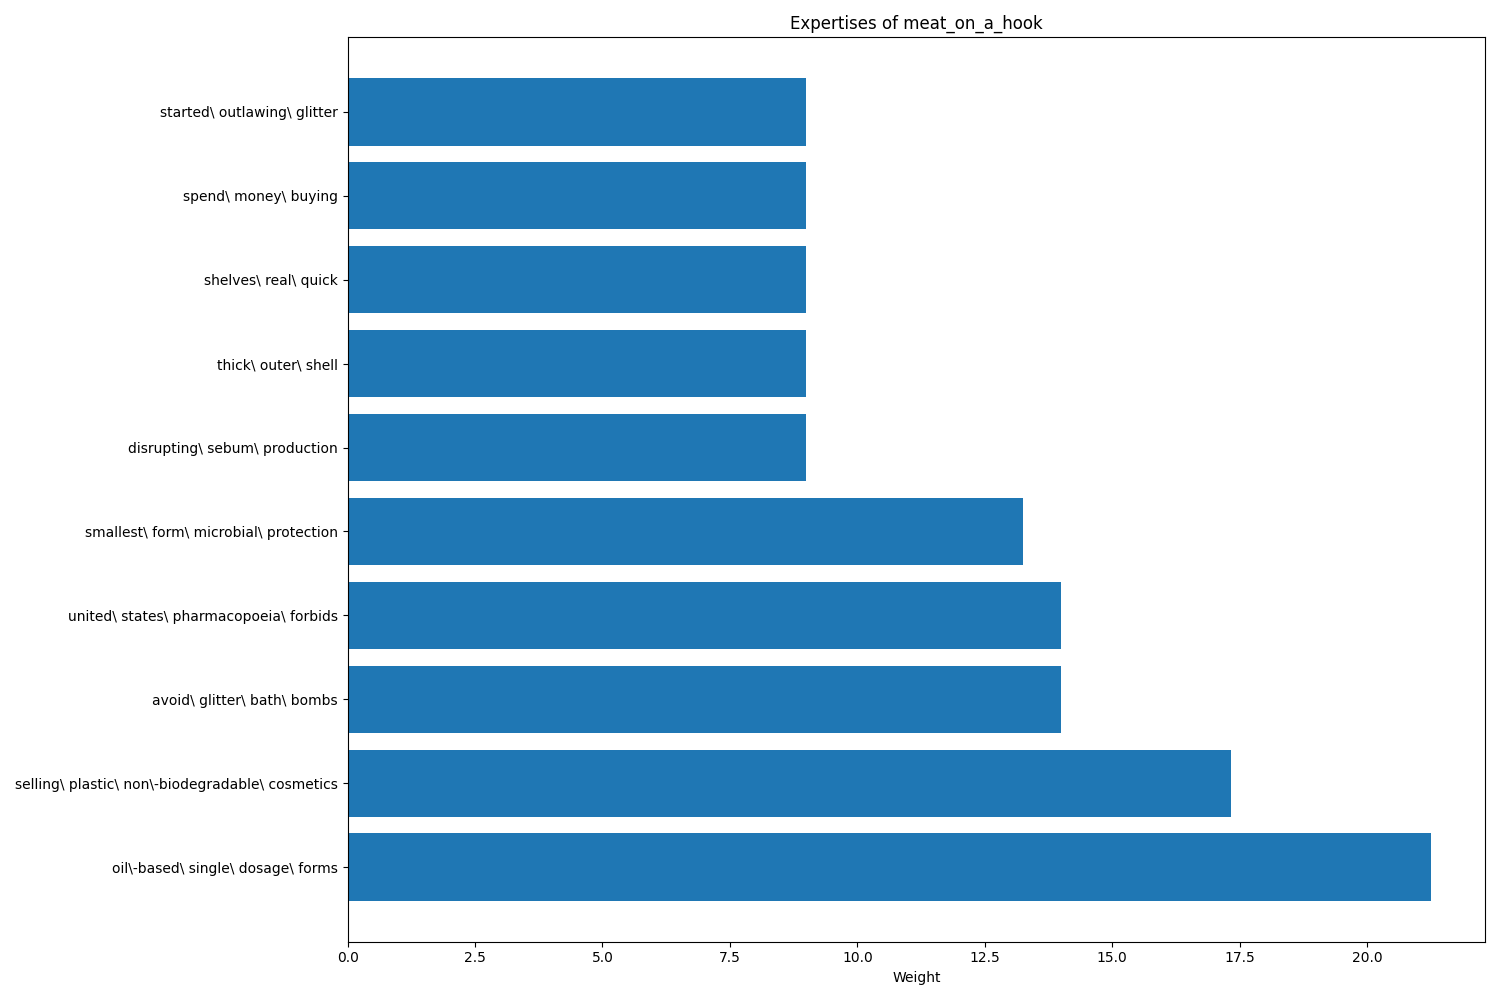 Expertises of meat_on_a_hook
started\ outlawing\ glitter
spend\ money\ buying
shelves\ real\ quick
thick\ outer\ shell
disrupting\ sebum\ production
smallest\ form\ microbial\ protection
united\ states\ pharmacopoeia\ forbids
avoid\ glitter\ bath\ bombs
selling\ plastic\ non\-biodegradable\ cosmetics
oil\-based\ single\ dosage\ forms
0.0 2.5 5.0 7.5 10.0 12.5 15.0 17.5 20.0
Weight